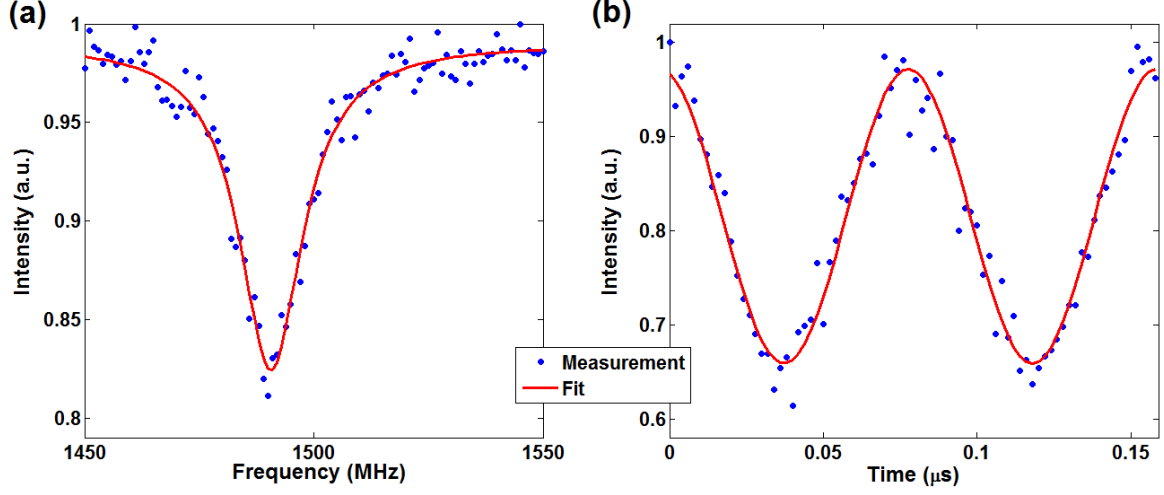 (a)
1
0.95
0.9
0.85
0.8
Intensity (a.u.)
1450
1500
1550
Frequency (MHz)
Measurement
Fit
(b)
1
0.9
0.8
0.7
0.6
Intensity (a.u.)
0
0.05
0.1
0.15
Time (μs)